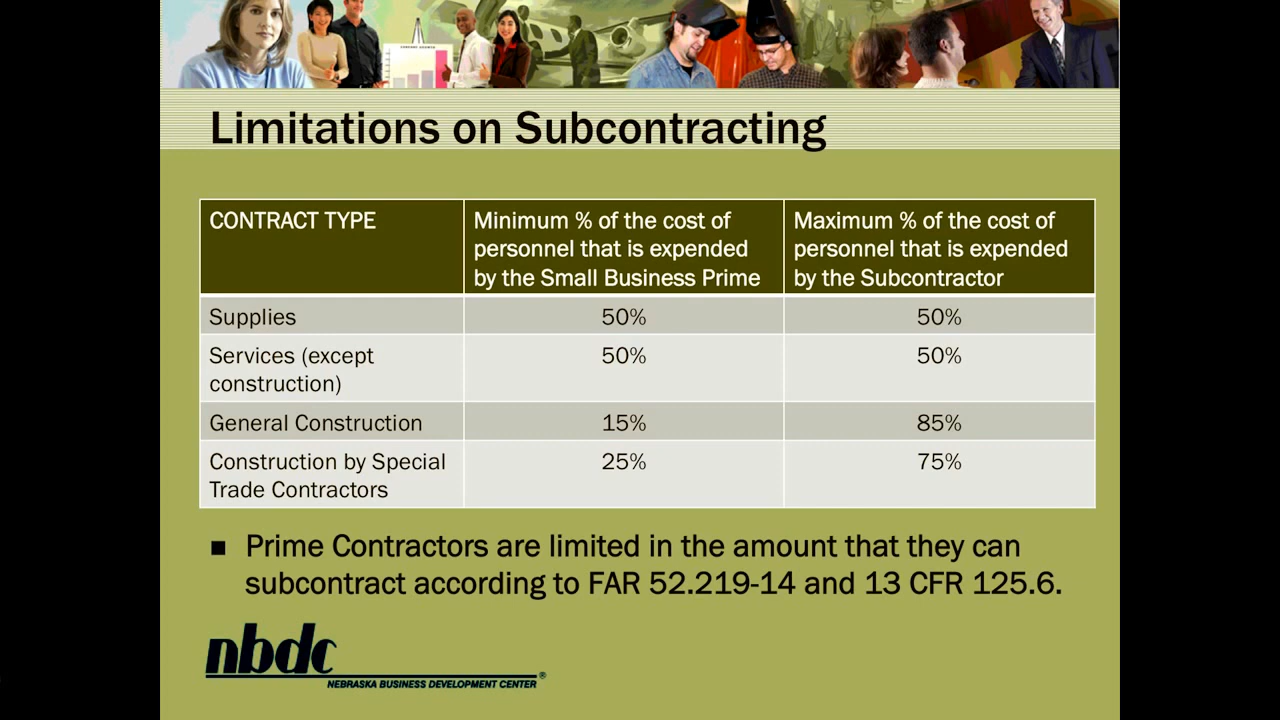 Limitations on Subcontracting
CONTRACT TYPE
Minimum % of the cost of
personnel that is expended
by the Small Business Prime
Maximum % of the cost of
personnel that is expended
by the Subcontractor
Supplies 50% 50%
Services (except 50% 50%
construction)
General Construction 15% 85%
Construction by Special 25% 75%
Trade Contractors
■ Prime Contractors are limited in the amount that they can
subcontract according to FAR 52.219-14 and 13 CFR 125.6.
nbdc
NEBRASKA BUSINESS DEVELOPMENT CENTER ®